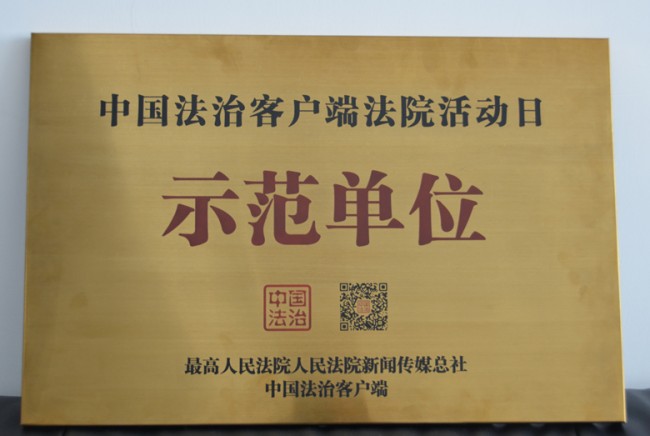 中国法治客户端法院活动日
示范单位
中国
法治
最高人民法院人民法院新闻传媒总社
中国法治客户端